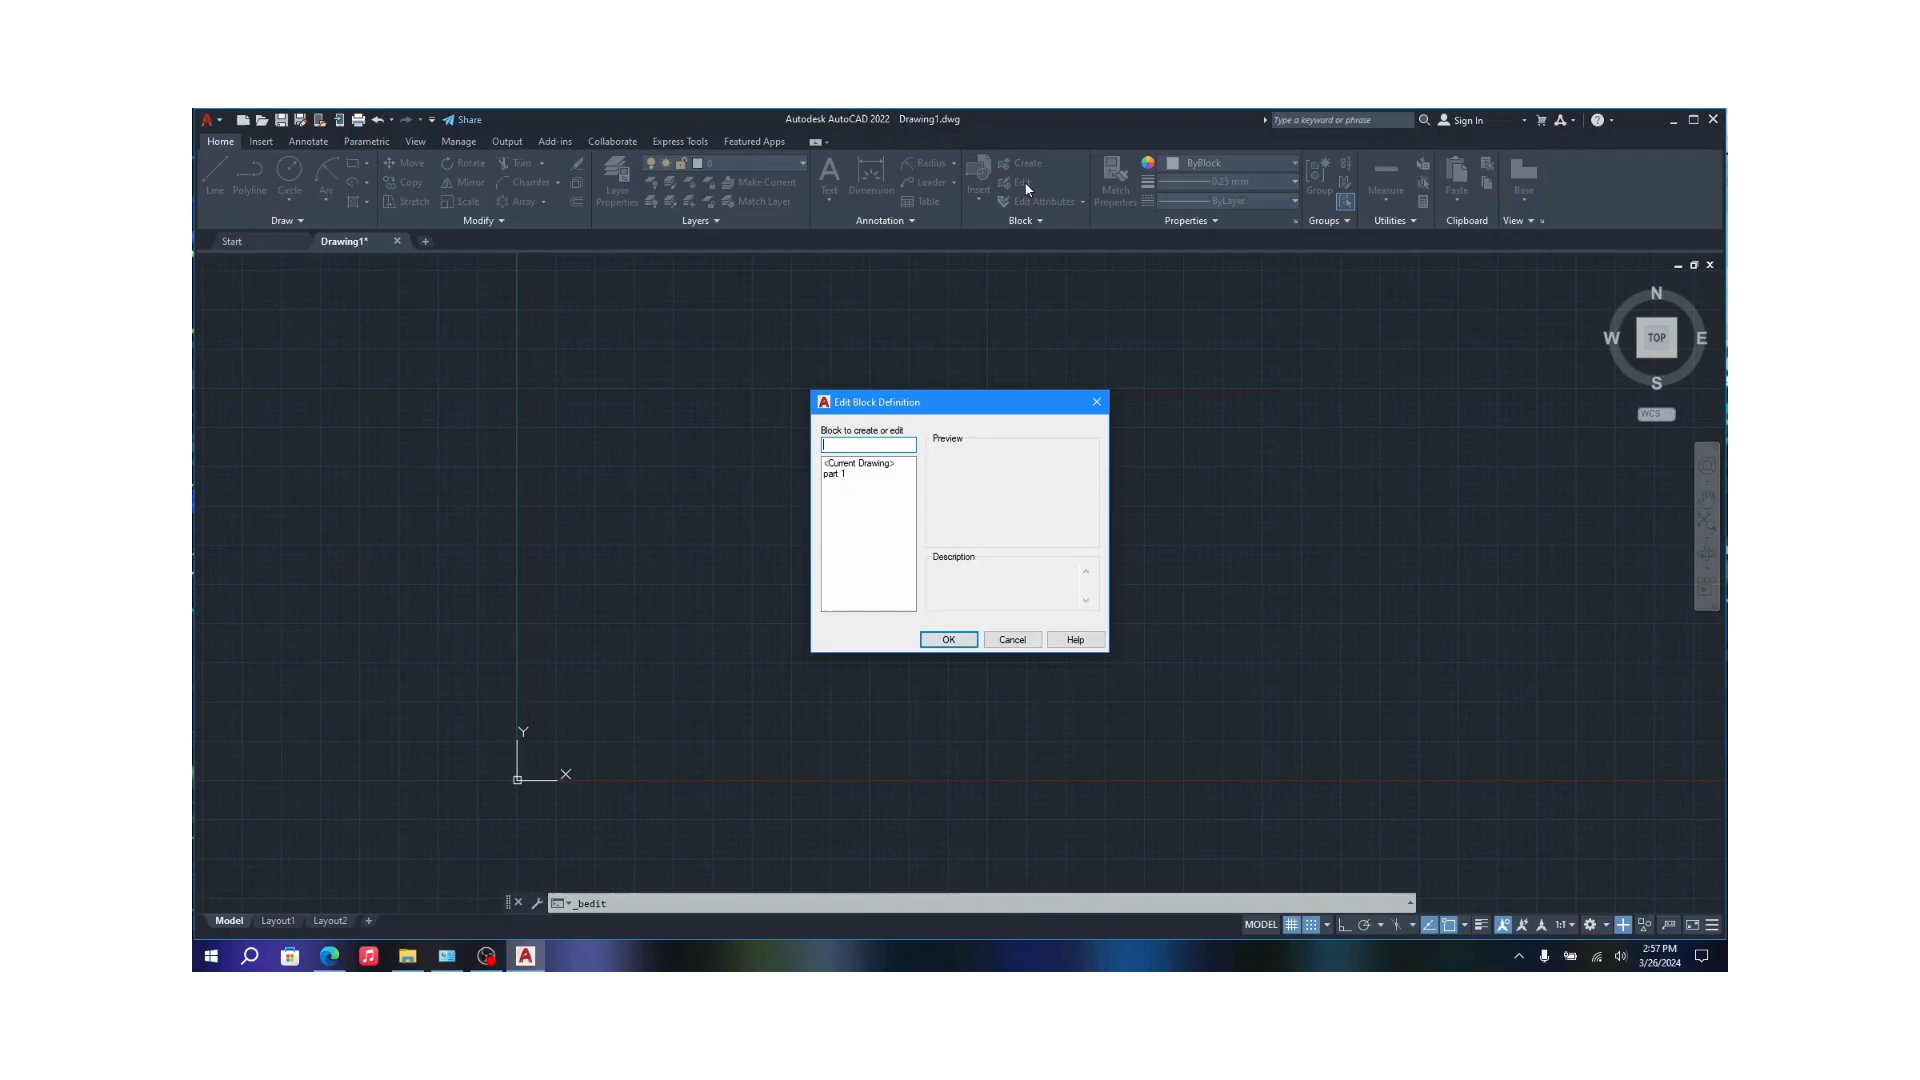 Share
Autodesk AutoCAD 2022 Drawing1.dwg
Type a keyword or phrase
Sign In
Home Insert Annotate Parametric View Manage Output Add-ins Collaborate Express Tools Featured Apps
Line
Polyline
Circle
Arc
Move
Rotate
Trim
Copy
Mirror
Chamfer
Stretch
Scale
Array
Layer
Properties
0
Make Current
Match Layer
Text
Dimension
Radius
Leader
Table
Insert
Create
Edit
Edit Attributes
Match
Properties
ByBlock
0.25 mm
ByLayer
Group
Measure
Paste
Base
Draw Modify Layers Annotation Block Properties Groups Utilities Clipboard View
Start Drawing1*
N
W TOP E
S
WCS
Edit Block Definition
Block to create or edit
<Current Drawing>
part 1
Preview
Description
OK Cancel Help
Y
X
_bedit
Model Layout1 Layout2
MODEL
1:1
2:57 PM
3/26/2024